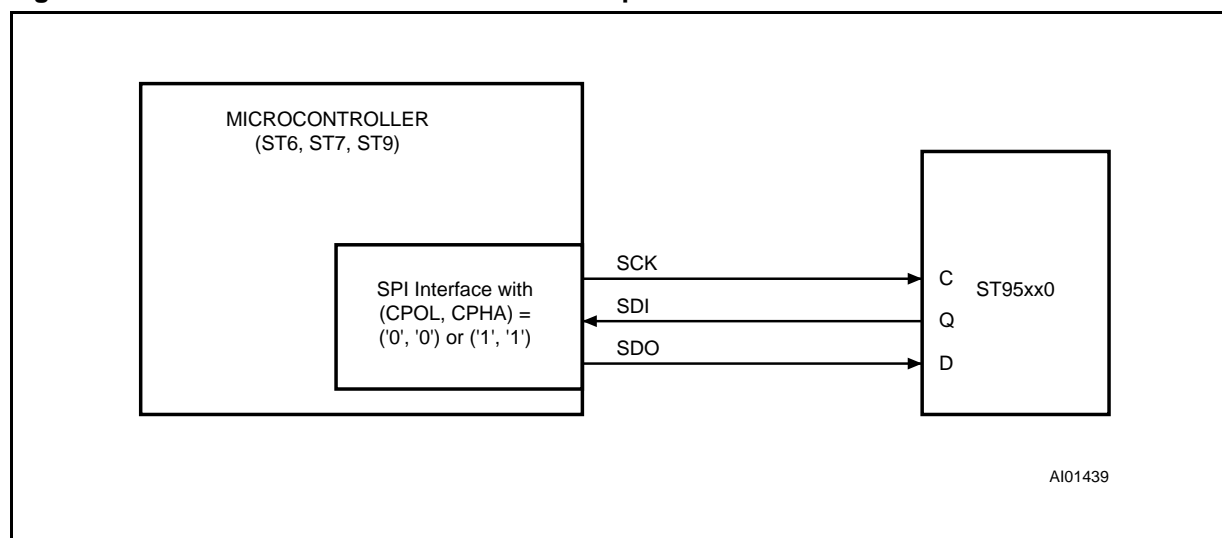 MICROCONTROLLER
(ST6, ST7, ST9)
SPI Interface with
(CPOL, CPHA) =
('0', '0') or ('1', '1')
SCK
SDI
SDO
C
Q
D
ST95xx0
AI01439